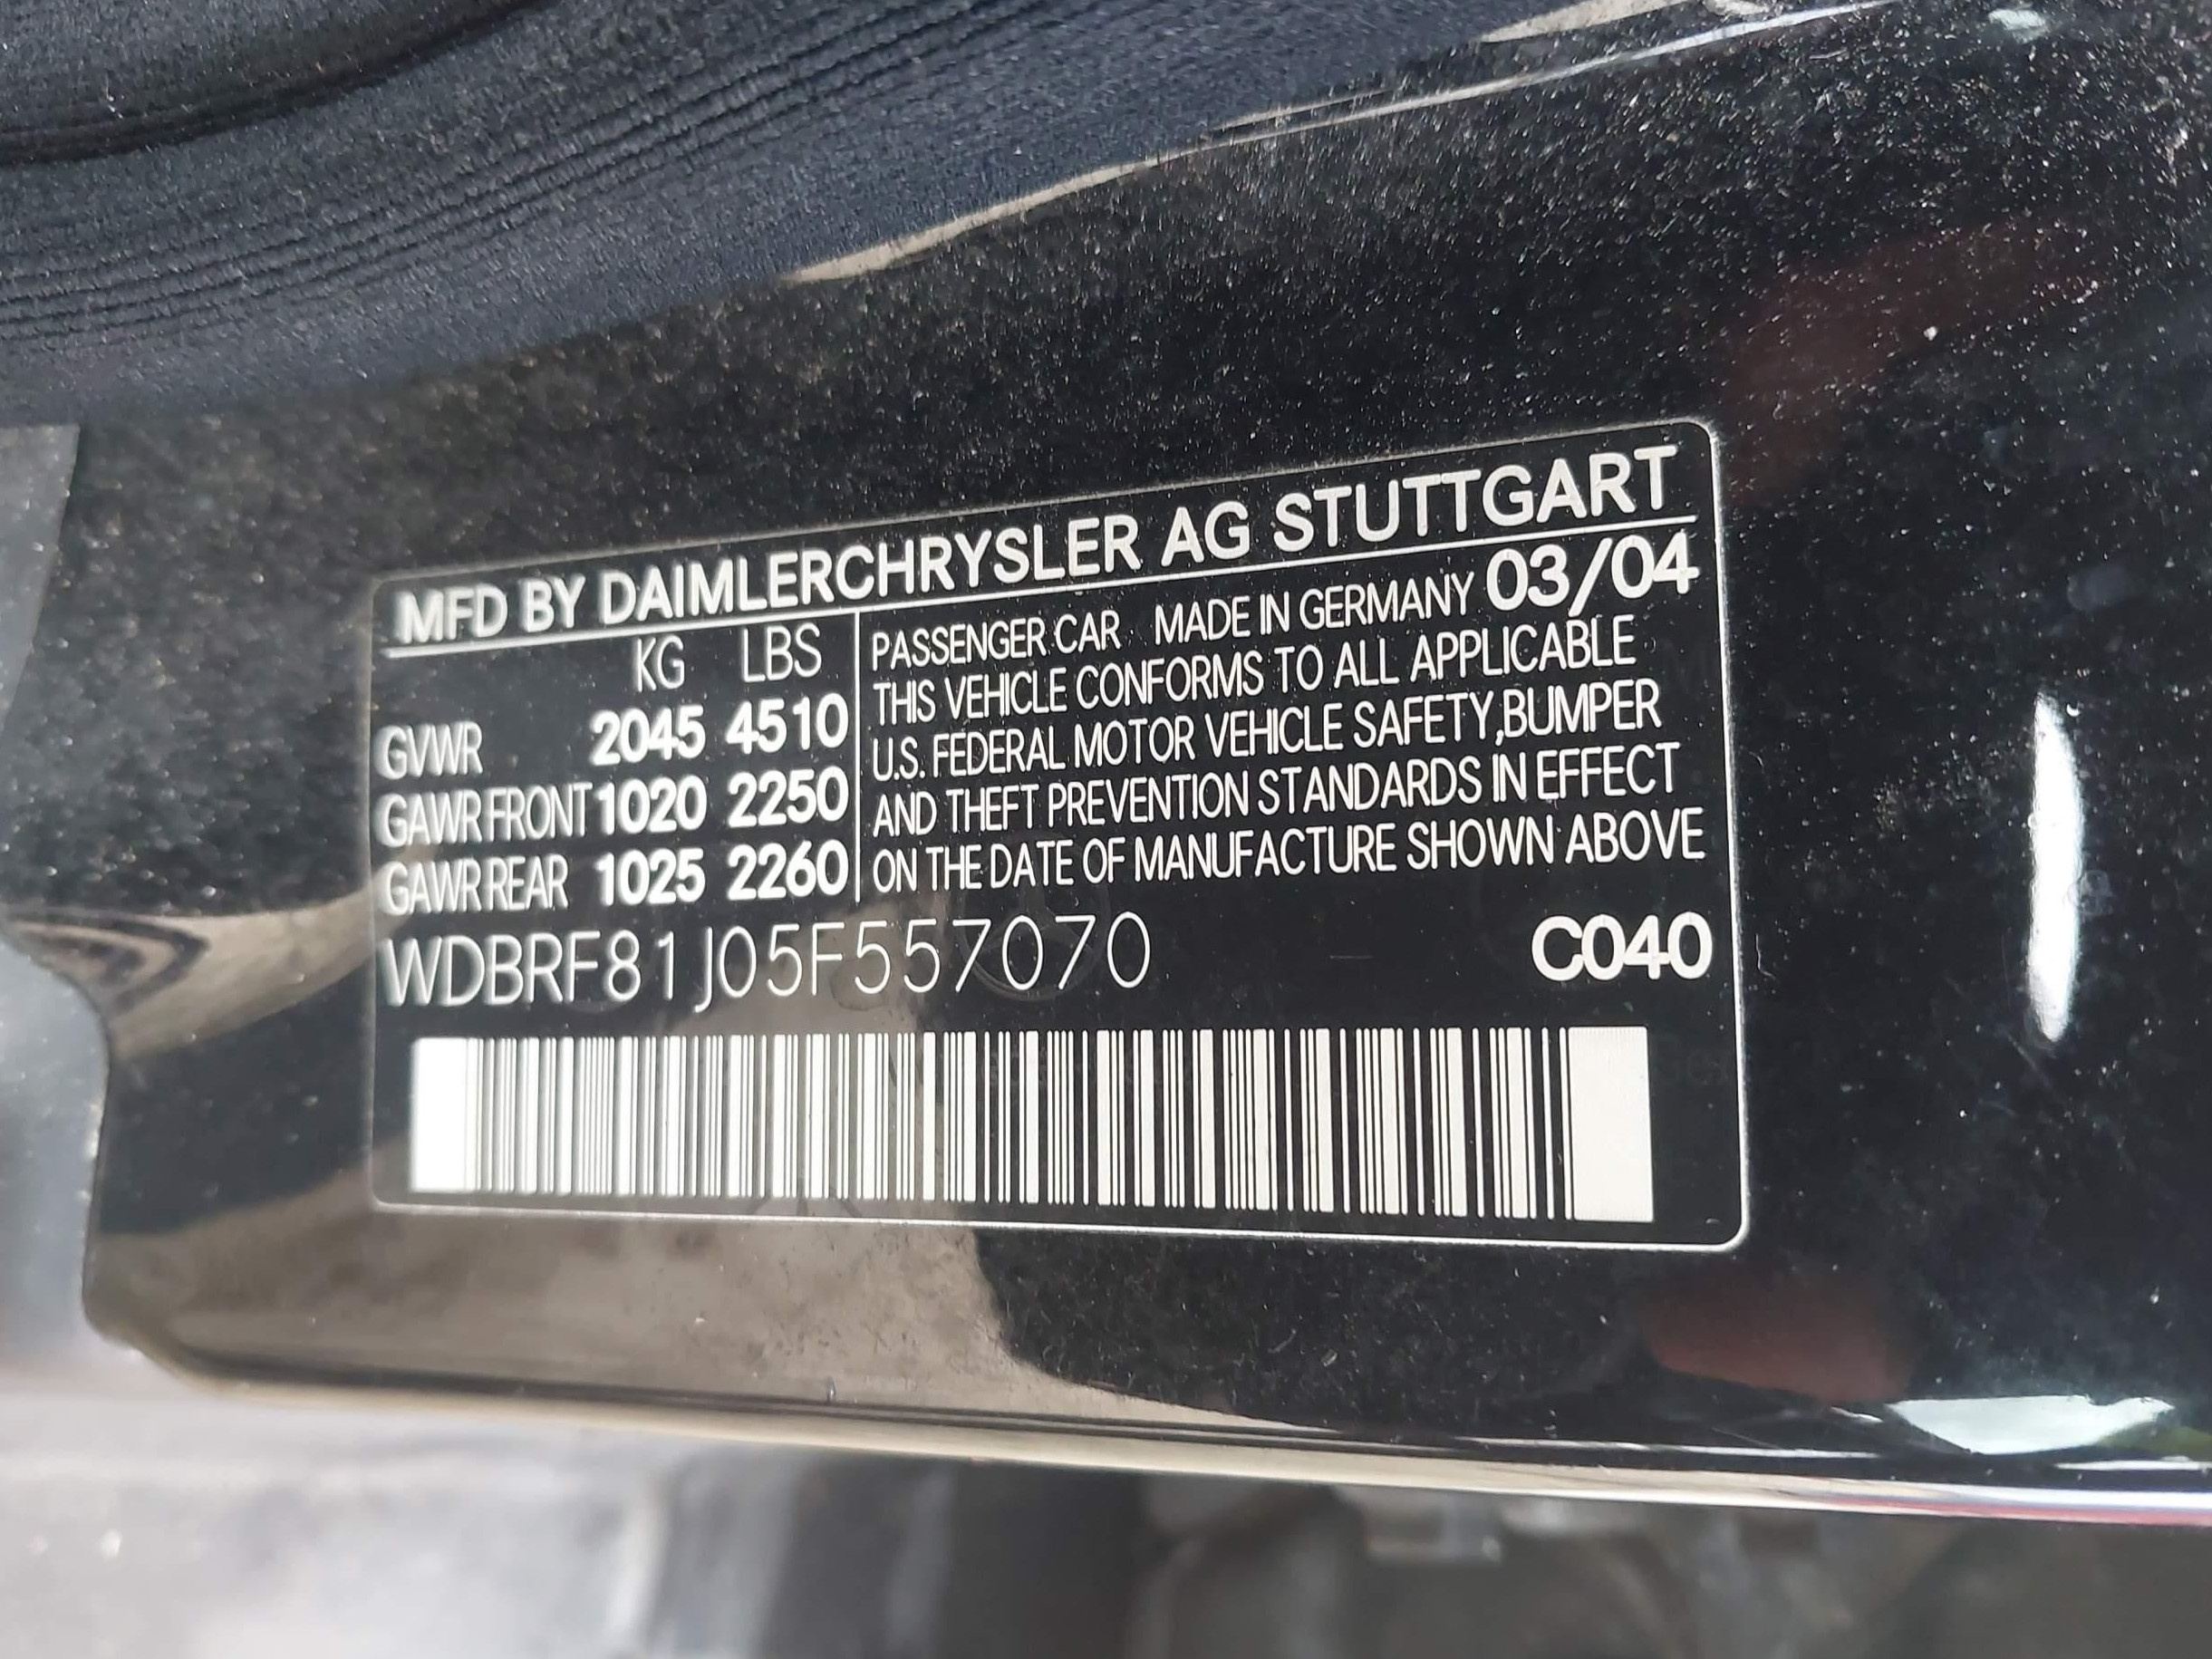 MFD BY DAIMLERCHRYSLER AG STUTTGART
KG LBS
GVWR 2045 4510
GAWR FRONT 1020 2250
GAWR REAR 1025 2260
PASSENGER CAR MADE IN GERMANY 03/04
THIS VEHICLE CONFORMS TO ALL APPLICABLE
U.S. FEDERAL MOTOR VEHICLE SAFETY,BUMPER
AND THEFT PREVENTION STANDARDS IN EFFECT
ON THE DATE OF MANUFACTURE SHOWN ABOVE
WDBRF81J05F557070 C040